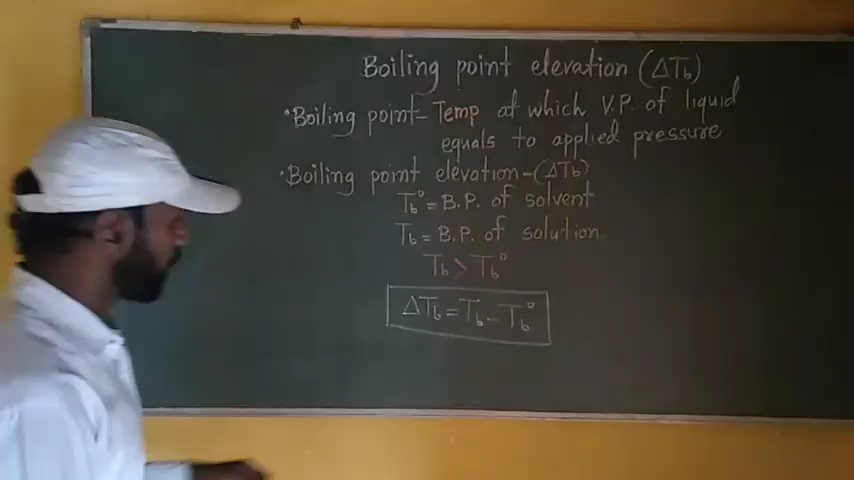 Boiling point elevation (ΔTb)
• Boiling point - Temp at which V.P. of liquid
equals to applied pressure
• Boiling point elevation - (ΔTb)
Tb° = B.P. of solvent
Tb = B.P. of solution.
Tb > Tb°
ΔTb = Tb - Tb°